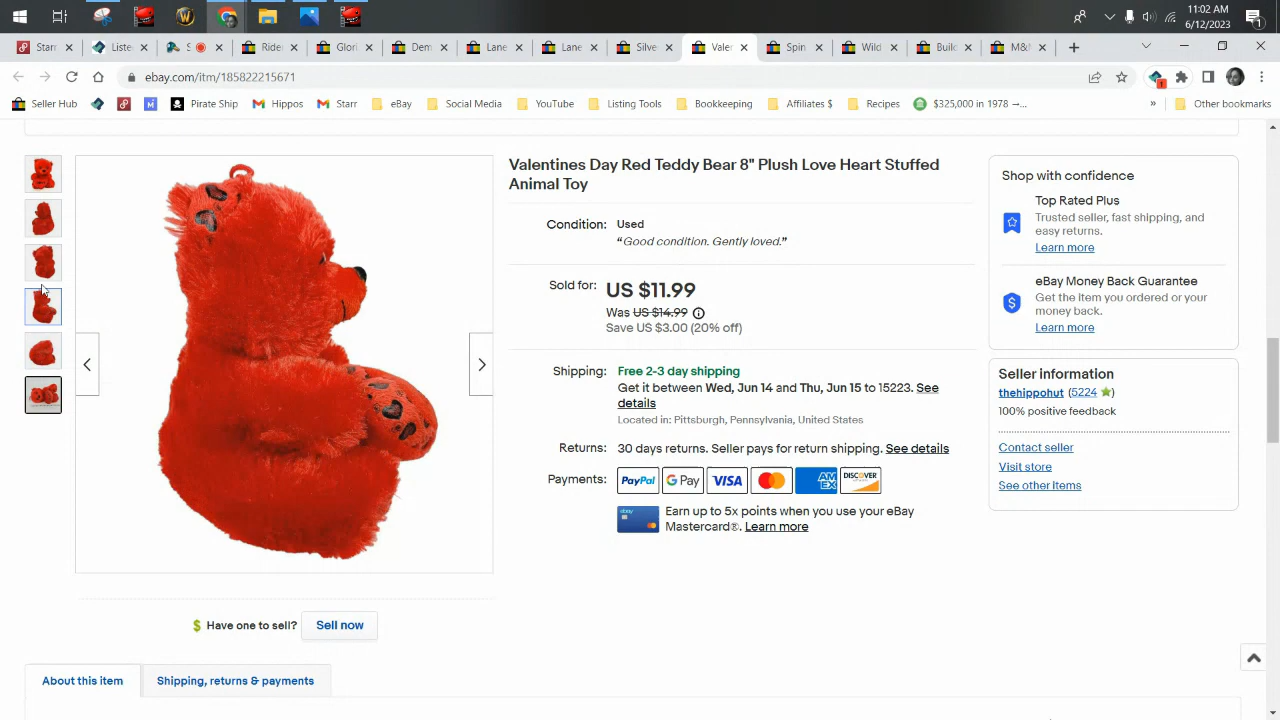 11:02 AM
6/12/2023
1
Starr
Listei
S
Ride
Glori
Dem
Lane
Lane
Silve
Valer
Spin
Wild
Build
M&M
ebay.com/itm/185822215671
1
Seller Hub
Pirate Ship
Hippos
Starr
eBay
Social Media
YouTube
Listing Tools
Bookkeeping
Affiliates $
Recipes
$325,000 in 1978 →...
»
Other bookmarks
Valentines Day Red Teddy Bear 8" Plush Love Heart Stuffed
Animal Toy
Condition: Used
“Good condition. Gently loved.”
Sold for: US $11.99
Was US $14.99
Save US $3.00 (20% off)
Shipping: Free 2-3 day shipping
Get it between Wed, Jun 14 and Thu, Jun 15 to 15223. See
details
Located in: Pittsburgh, Pennsylvania, United States
Returns: 30 days returns. Seller pays for return shipping. See details
Payments: PayPal G Pay VISA AMEX DISCOVER
ebay
Earn up to 5x points when you use your eBay
Mastercard®. Learn more
Shop with confidence
Top Rated Plus
Trusted seller, fast shipping, and
easy returns.
Learn more
eBay Money Back Guarantee
Get the item you ordered or your
money back.
Learn more
Seller information
thehippohut (5224 )
100% positive feedback
Contact seller
Visit store
See other items
$ Have one to sell? Sell now
About this item
Shipping, returns & payments